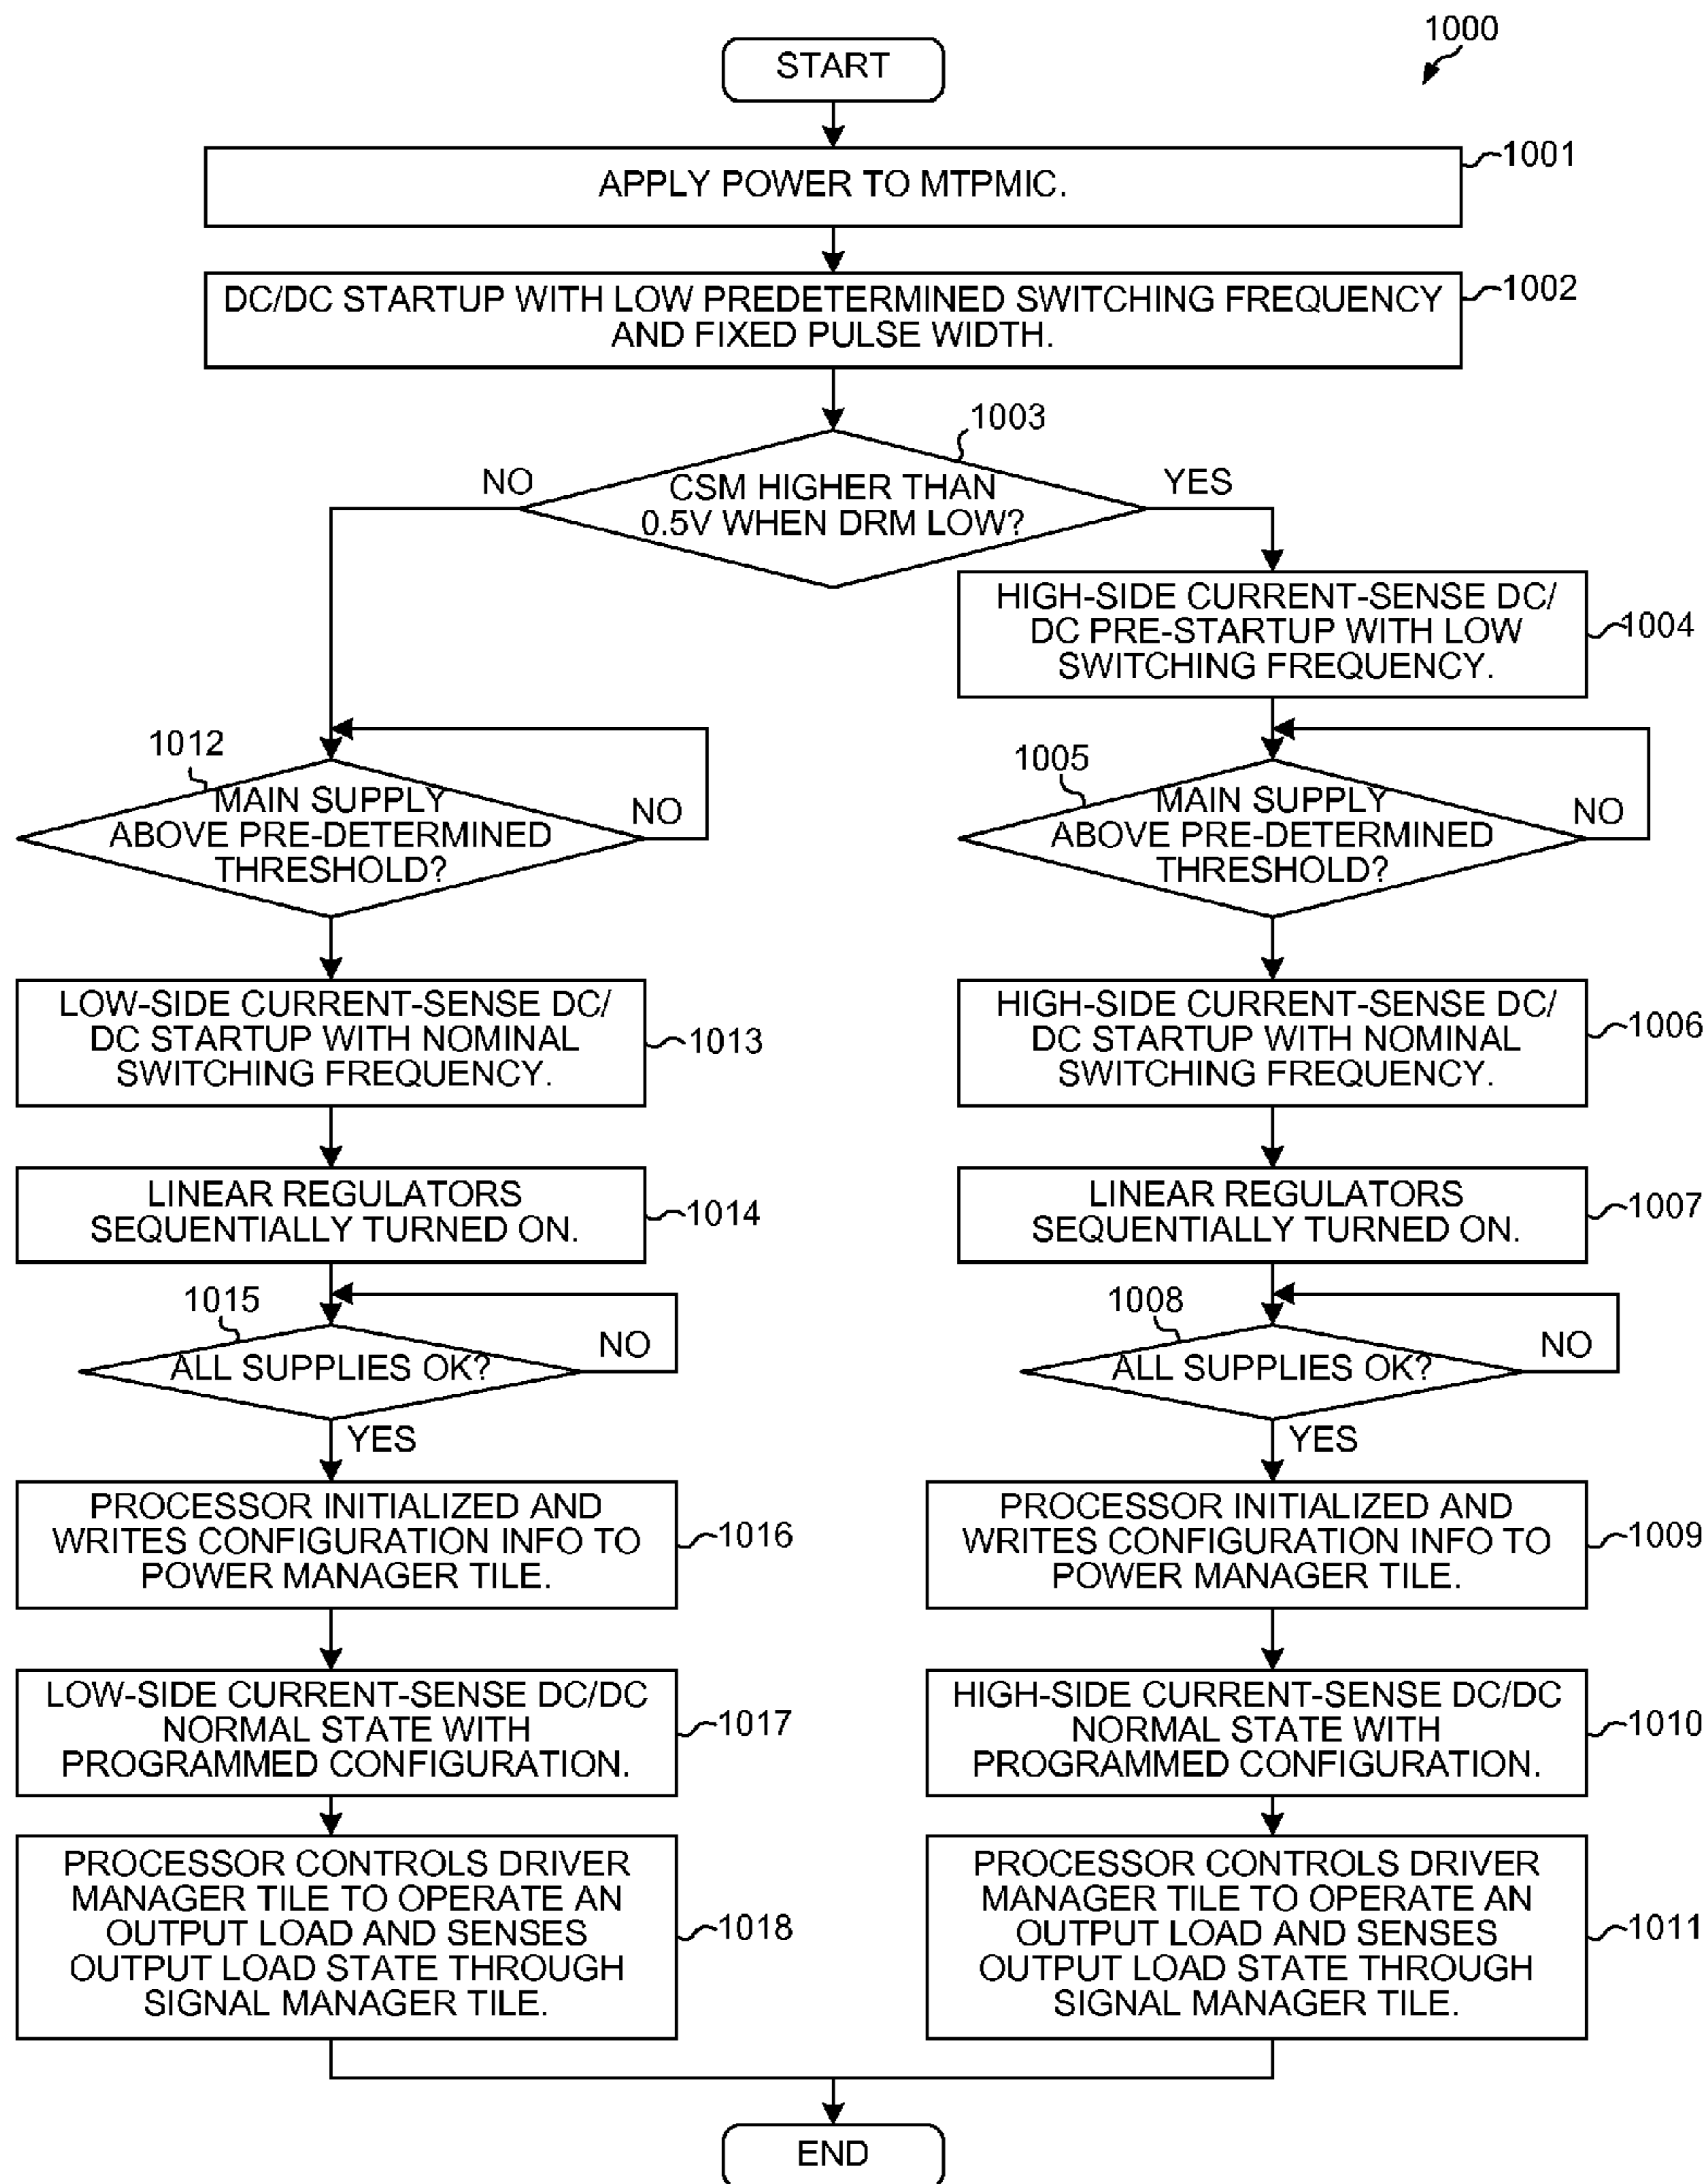 1000
START
APPLY POWER TO MTPMIC.
1001
DC/DC STARTUP WITH LOW PREDETERMINED SWITCHING FREQUENCY
AND FIXED PULSE WIDTH.
1002
1003
NO
CSM HIGHER THAN
0.5V WHEN DRM LOW?
YES
HIGH-SIDE CURRENT-SENSE DC/
DC PRE-STARTUP WITH LOW
SWITCHING FREQUENCY.
1004
1012
MAIN SUPPLY
ABOVE PRE-DETERMINED
THRESHOLD?
NO
1005
MAIN SUPPLY
ABOVE PRE-DETERMINED
THRESHOLD?
NO
LOW-SIDE CURRENT-SENSE DC/
DC STARTUP WITH NOMINAL
SWITCHING FREQUENCY.
1013
HIGH-SIDE CURRENT-SENSE DC/
DC STARTUP WITH NOMINAL
SWITCHING FREQUENCY.
1006
LINEAR REGULATORS
SEQUENTIALLY TURNED ON.
1014
LINEAR REGULATORS
SEQUENTIALLY TURNED ON.
1007
1015
ALL SUPPLIES OK?
NO
YES
1008
ALL SUPPLIES OK?
NO
YES
PROCESSOR INITIALIZED AND
WRITES CONFIGURATION INFO TO
POWER MANAGER TILE.
1016
PROCESSOR INITIALIZED AND
WRITES CONFIGURATION INFO TO
POWER MANAGER TILE.
1009
LOW-SIDE CURRENT-SENSE DC/DC
NORMAL STATE WITH
PROGRAMMED CONFIGURATION.
1017
HIGH-SIDE CURRENT-SENSE DC/DC
NORMAL STATE WITH
PROGRAMMED CONFIGURATION.
1010
PROCESSOR CONTROLS DRIVER
MANAGER TILE TO OPERATE AN
OUTPUT LOAD AND SENSES
OUTPUT LOAD STATE THROUGH
SIGNAL MANAGER TILE.
1018
PROCESSOR CONTROLS DRIVER
MANAGER TILE TO OPERATE AN
OUTPUT LOAD AND SENSES
OUTPUT LOAD STATE THROUGH
SIGNAL MANAGER TILE.
1011
END